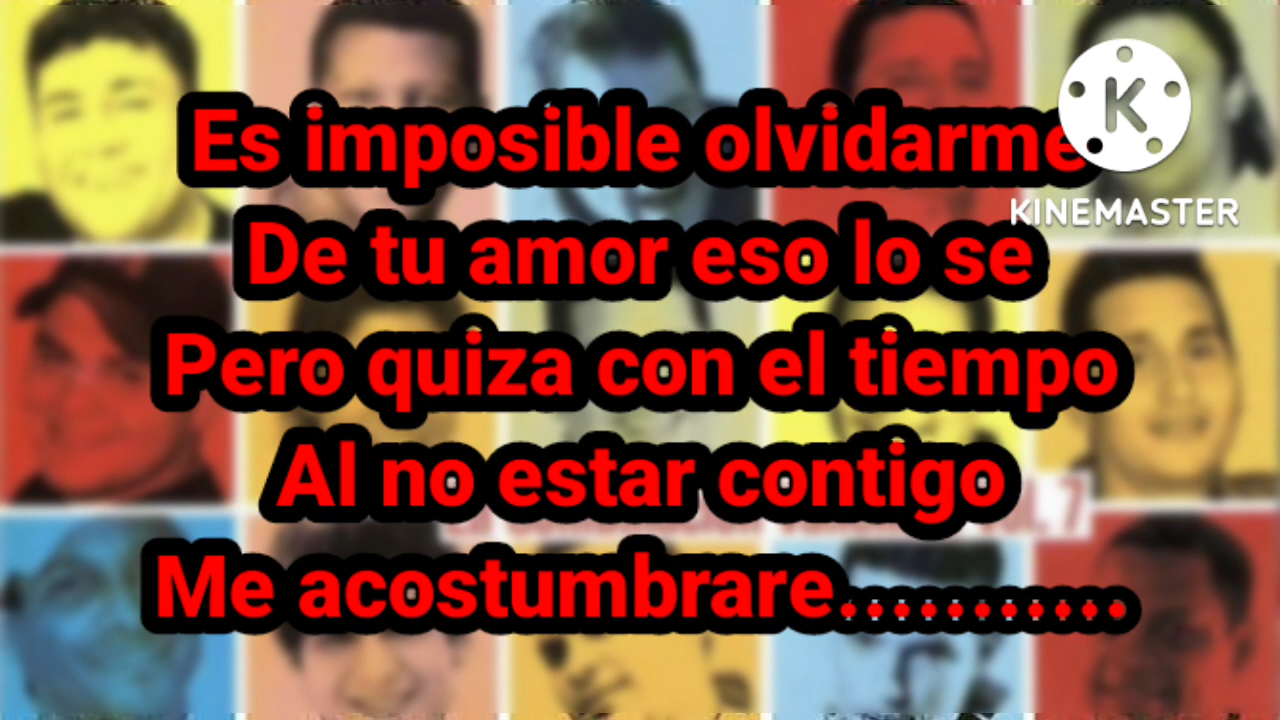 Es imposible olvidarme
De tu amor eso lo se
Pero quiza con el tiempo
Al no estar contigo
Me acostumbrare...........
K
KINEMASTER
7